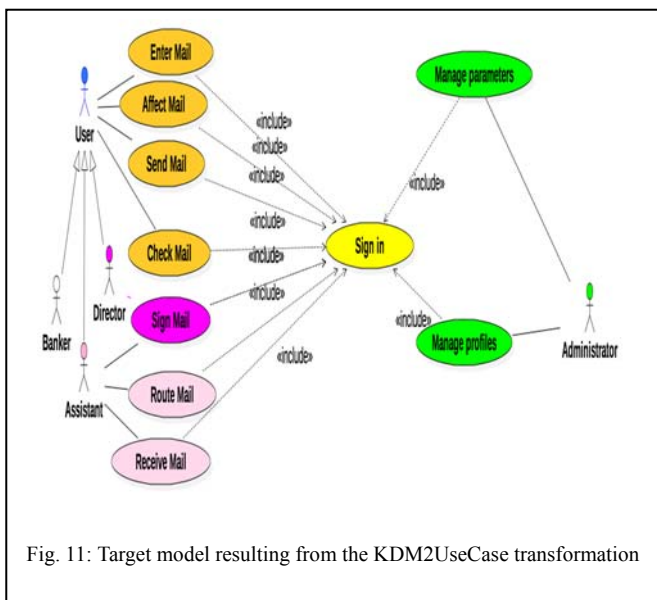 Enter Mail
Manage parameters
Affect Mail
«include»
User
«include»
Send Mail
«include»
«include»
«include»
Check Mail
«include»
Sign in
Director
Sign Mail
«include»
«include»
Banker
Manage profiles
Administrator
«include»
Assistant
Route Mail
Receive Mail
Fig. 11: Target model resulting from the KDM2UseCase transformation